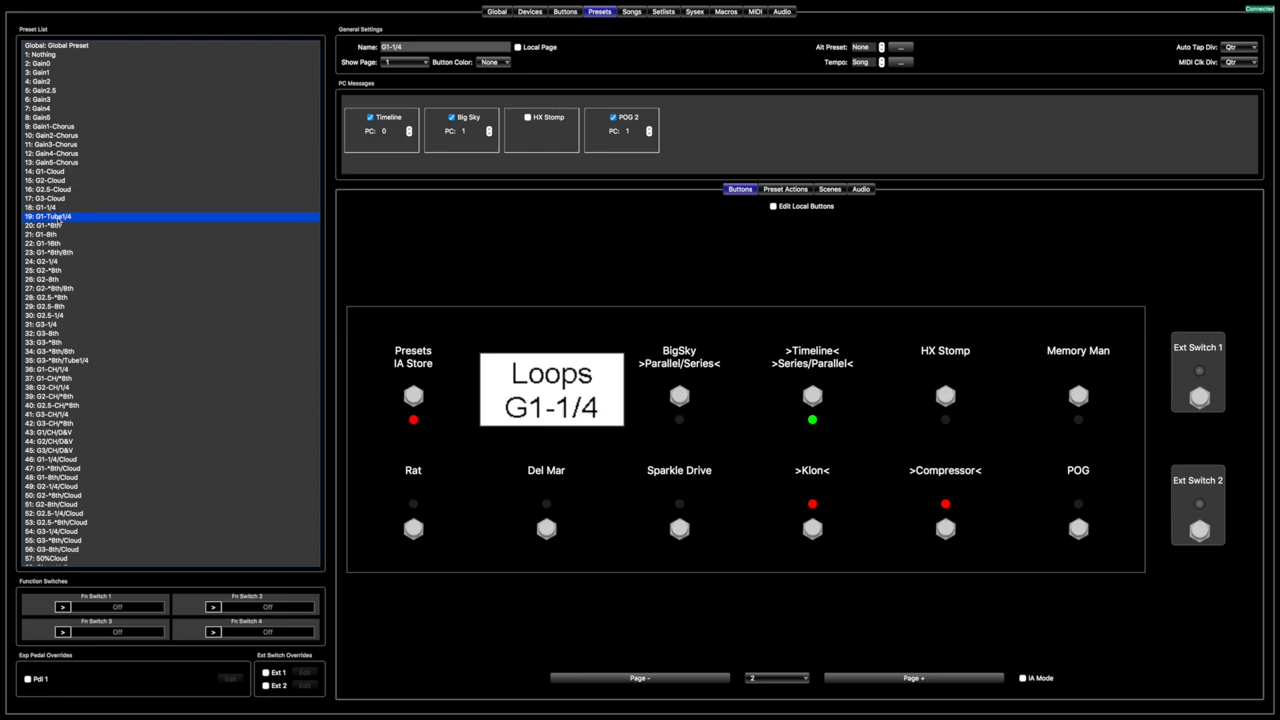 Global Devices Buttons Presets Songs Setlists Sysex Macros MIDI Audio
Connected
Preset List
Global: Global Preset
1: Nothing
2: Gain0
3: Gain1
4: Gain2
5: Gain2.5
6: Gain3
7: Gain4
8: Gain5
9: Gain1-Chorus
10: Gain2-Chorus
11: Gain3-Chorus
12: Gain4-Chorus
13: Gain5-Chorus
14: G1-Cloud
15: G2-Cloud
16: G2.5-Cloud
17: G3-Cloud
18: G1-1/4
19: G1-Tube1/4
20: G1-*8th
21: G1-8th
22: G1-16th
23: G1-*8th/8th
24: G2-1/4
25: G2-*8th
26: G2-8th
27: G2-*8th/8th
28: G2.5-*8th
29: G2.5-8th
30: G2.5-1/4
31: G3-1/4
32: G3-8th
33: G3-*8th
34: G3-*8th/8th
35: G3-*8th/Tube1/4
36: G1-CH/1/4
37: G1-CH/*8th
38: G2-CH/1/4
39: G2-CH/*8th
40: G2.5-CH/*8th
41: G3-CH/1/4
42: G3-CH/*8th
43: G1/CH/D&V
44: G2/CH/D&V
45: G3/CH/D&V
46: G1-1/4/Cloud
47: G1-*8th/Cloud
48: G1-8th/Cloud
49: G2-1/4/Cloud
50: G2-*8th/Cloud
51: G2-8th/Cloud
52: G2.5-1/4/Cloud
53: G2.5-*8th/Cloud
54: G3-1/4/Cloud
55: G3-*8th/Cloud
56: G3-8th/Cloud
57: 50%Cloud
Function Switches
Fn Switch 1
> Off
Fn Switch 2
> Off
Fn Switch 3
> Off
Fn Switch 4
> Off
Exp Pedal Overrides
Pdl 1 Edit
Ext Switch Overrides
Ext 1 Edit
Ext 2 Edit
General Settings
Name: G1-1/4 Local Page
Show Page: 1 Button Color: None
Alt Preset: None ...
Tempo: Song ...
Auto Tap Div: Qtr
MIDI Clk Div: Qtr
PC Messages
Timeline
PC: 0
Big Sky
PC: 1
HX Stomp
POG 2
PC: 1
Buttons Preset Actions Scenes Audio
Edit Local Buttons
Presets
IA Store
Loops
G1-1/4
BigSky
>Parallel/Series<
>Timeline<
>Series/Parallel<
HX Stomp
Memory Man
Ext Switch 1
Rat
Del Mar
Sparkle Drive
>Klon<
>Compressor<
POG
Ext Switch 2
Page - 2 Page + IA Mode